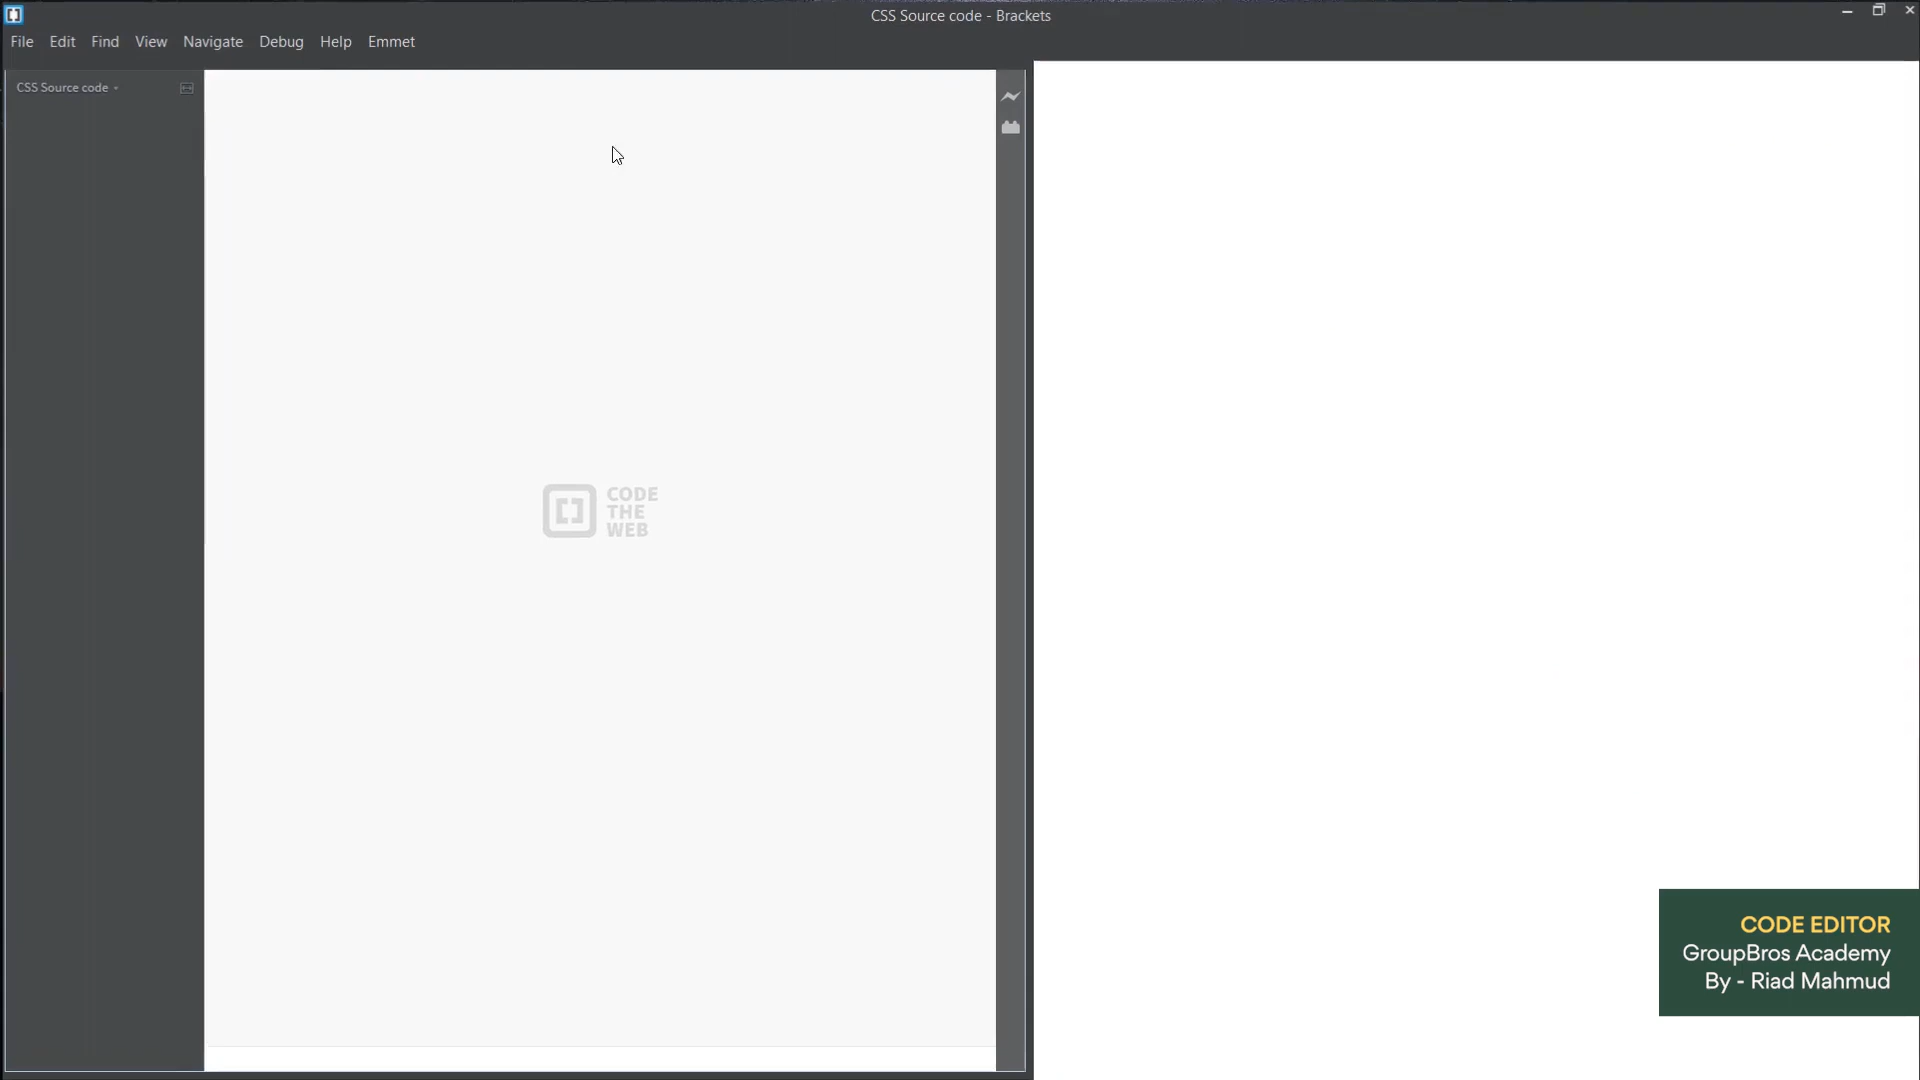 CSS Source code - Brackets
File Edit Find View Navigate Debug Help Emmet
CSS Source code
CODE
THE
WEB
CODE EDITOR
GroupBros Academy
By - Riad Mahmud